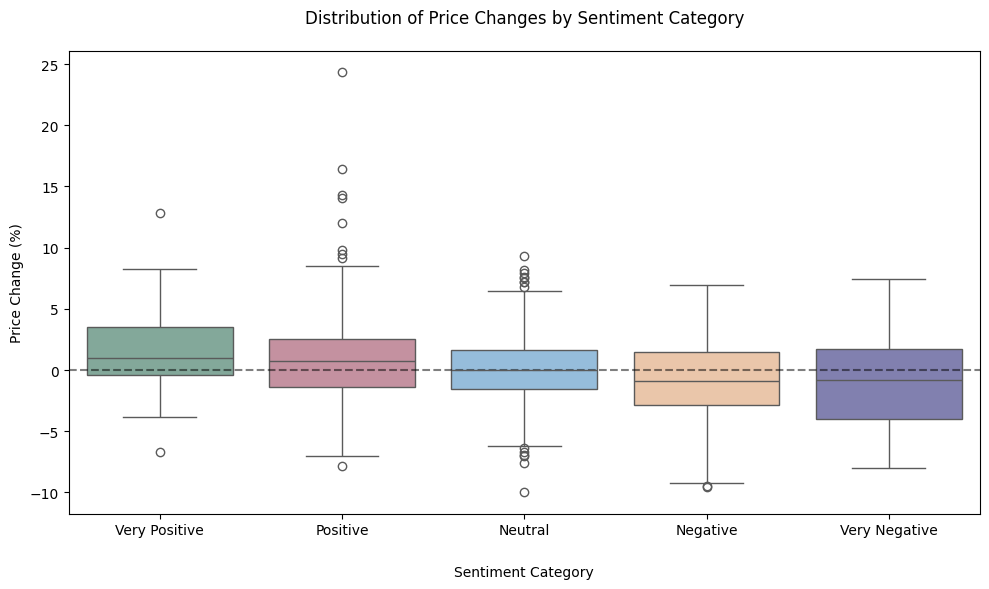 Distribution of Price Changes by Sentiment Category
25
20
15
10
5
0
−5
−10
Price Change (%)
Very Positive
Positive
Neutral
Negative
Very Negative
Sentiment Category